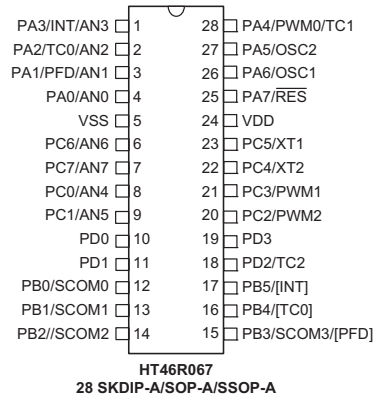 PA3/INT/AN3 1 28 PA4/PWM0/TC1
PA2/TC0/AN2 2 27 PA5/OSC2
PA1/PFD/AN1 3 26 PA6/OSC1
PA0/AN0 4 25 PA7/RES
VSS 5 24 VDD
PC6/AN6 6 23 PC5/XT1
PC7/AN7 7 22 PC4/XT2
PC0/AN4 8 21 PC3/PWM1
PC1/AN5 9 20 PC2/PWM2
PD0 10 19 PD3
PD1 11 18 PD2/TC2
PB0/SCOM0 12 17 PB5/[INT]
PB1/SCOM1 13 16 PB4/[TC0]
PB2//SCOM2 14 15 PB3/SCOM3/[PFD]
HT46R067
28 SKDIP-A/SOP-A/SSOP-A